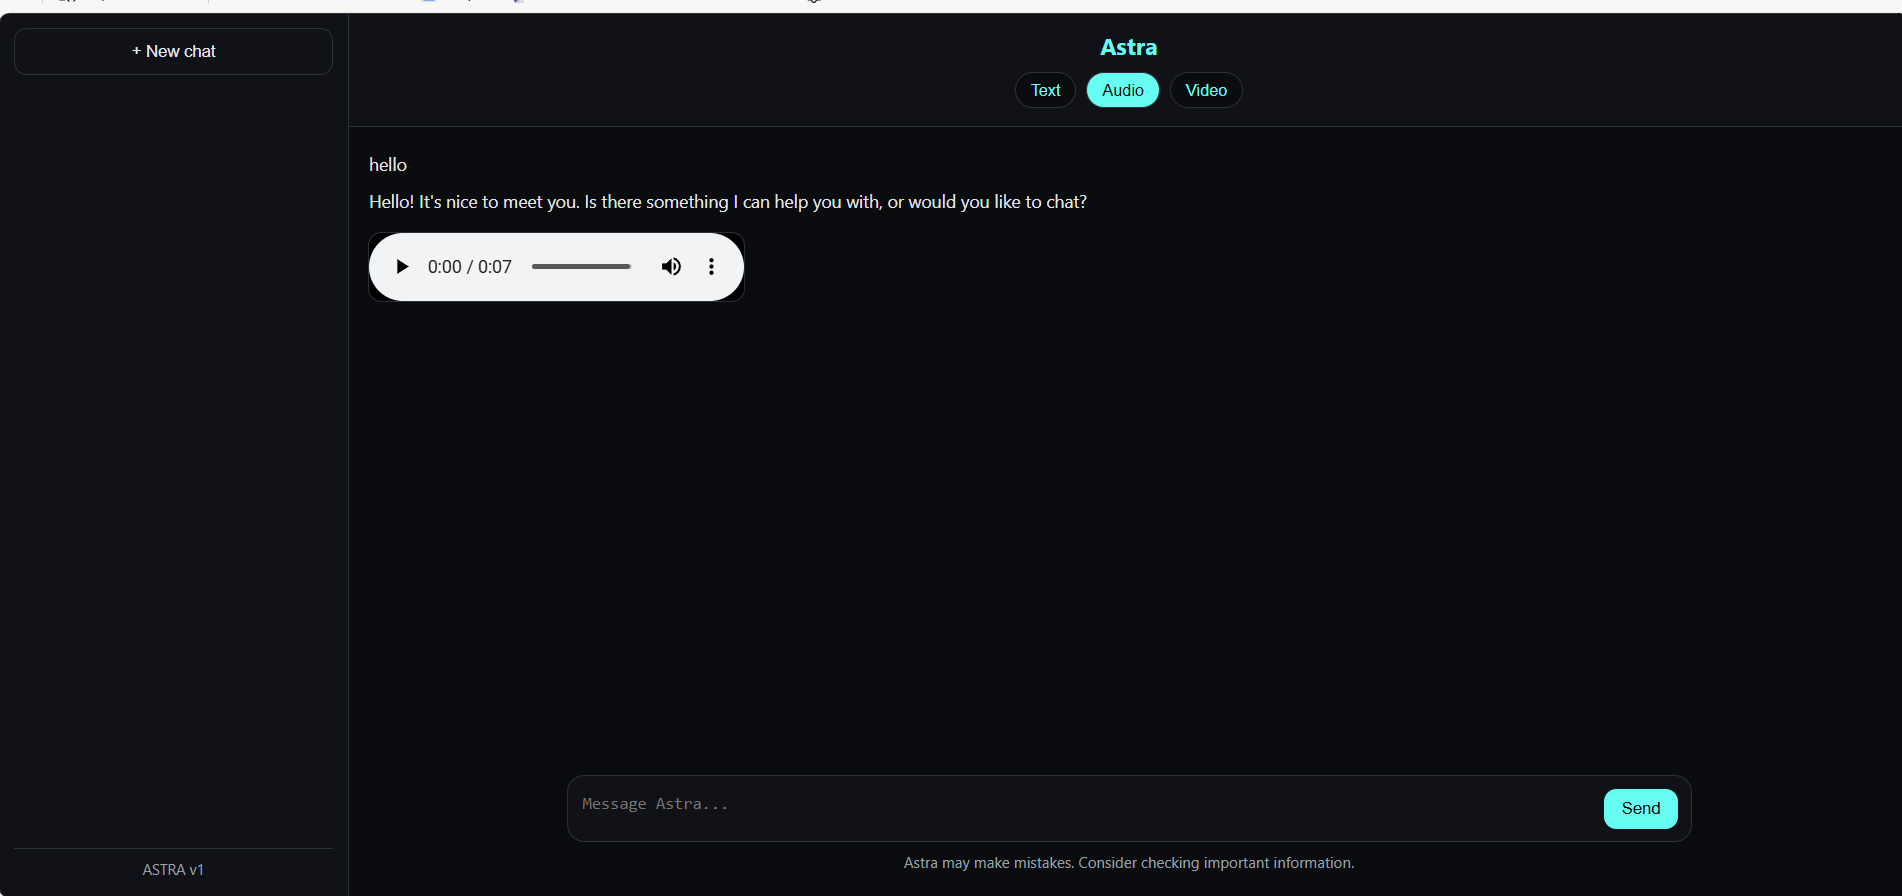 + New chat
Astra
Text Audio Video
hello
Hello! It's nice to meet you. Is there something I can help you with, or would you like to chat?
0:00 / 0:07
Message Astra...
Send
Astra may make mistakes. Consider checking important information.
ASTRA v1